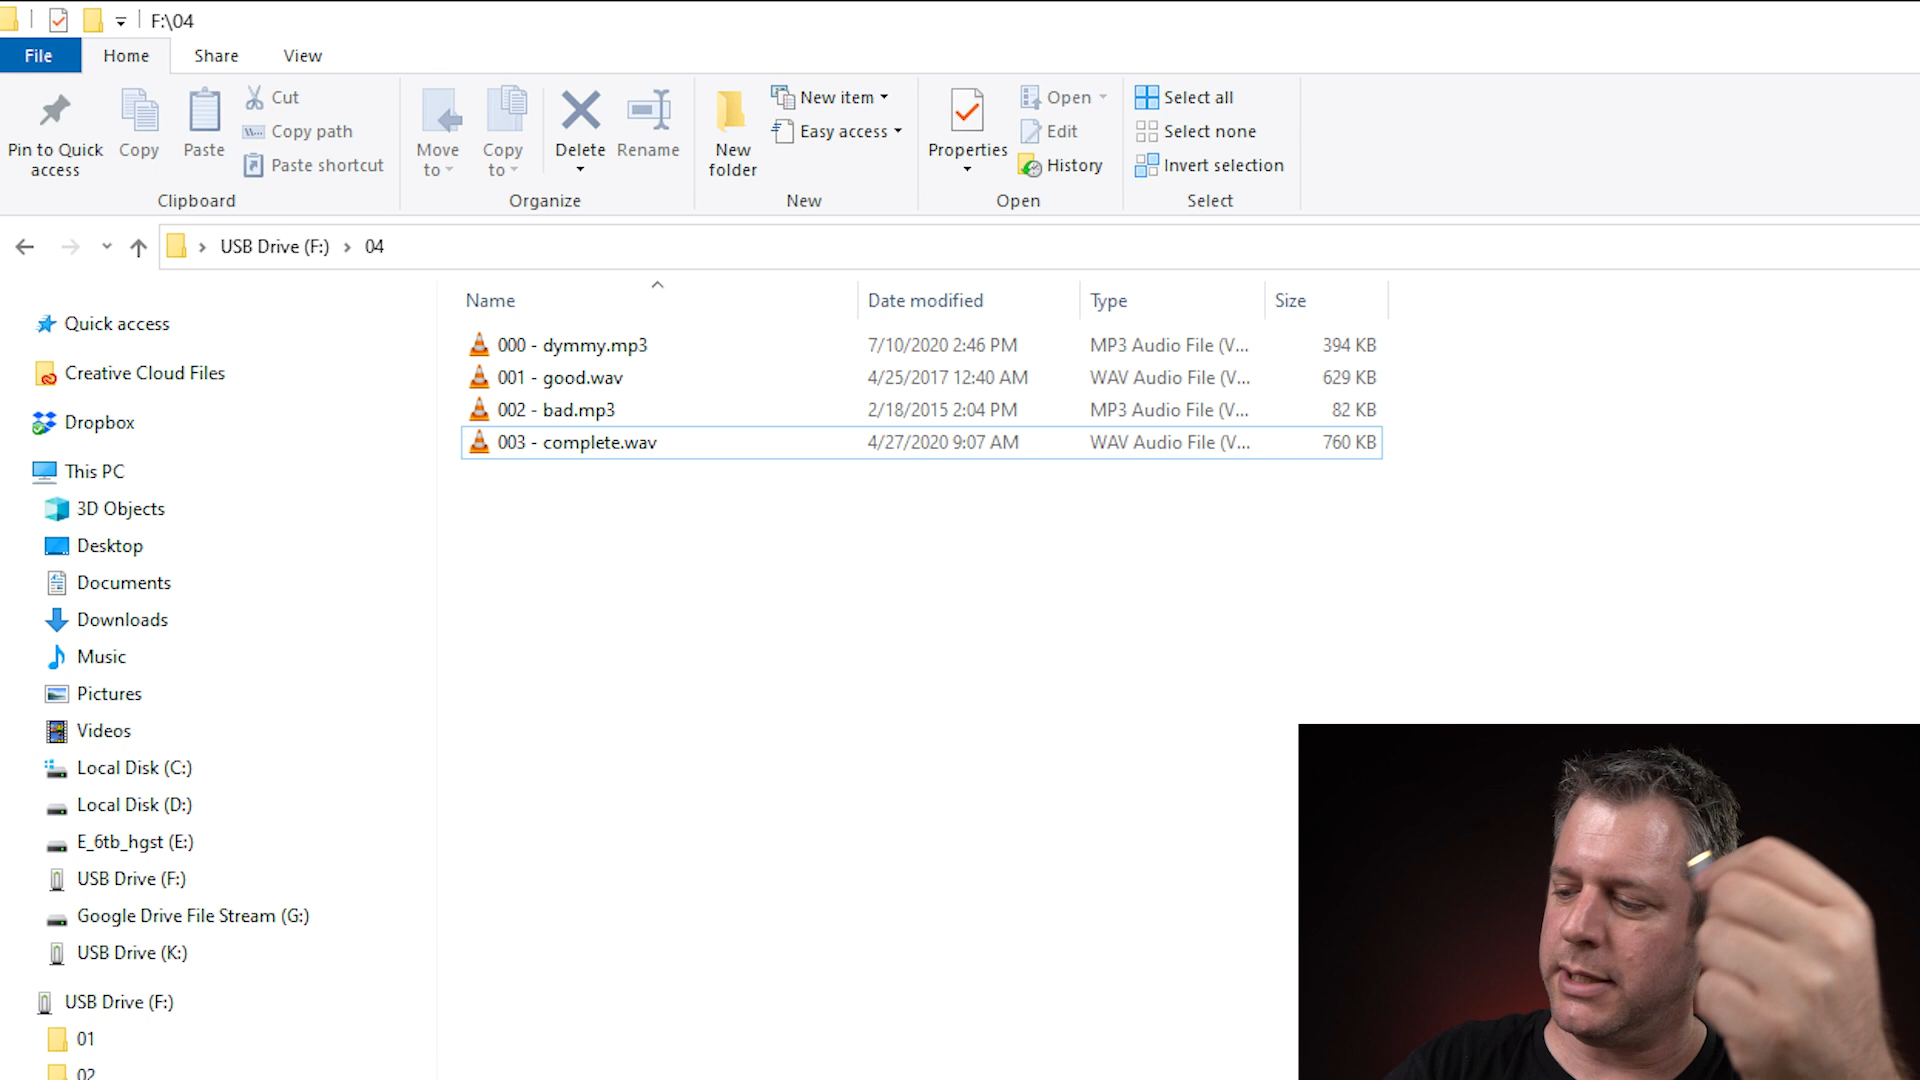 F:\04
File Home Share View
Pin to Quick access
Copy
Paste
Cut
Copy path
Paste shortcut
Clipboard
Move to
Copy to
Delete
Rename
Organize
New folder
New item
Easy access
New
Properties
Open
Edit
History
Open
Select all
Select none
Invert selection
Select
USB Drive (F:) 04
Name Date modified Type Size
000 - dymmy.mp3 7/10/2020 2:46 PM MP3 Audio File (V... 394 KB
001 - good.wav 4/25/2017 12:40 AM WAV Audio File (V... 629 KB
002 - bad.mp3 2/18/2015 2:04 PM MP3 Audio File (V... 82 KB
003 - complete.wav 4/27/2020 9:07 AM WAV Audio File (V... 760 KB
Quick access
Creative Cloud Files
Dropbox
This PC
3D Objects
Desktop
Documents
Downloads
Music
Pictures
Videos
Local Disk (C:)
Local Disk (D:)
E_6tb_hgst (E:)
USB Drive (F:)
Google Drive File Stream (G:)
USB Drive (K:)
USB Drive (F:)
01
02